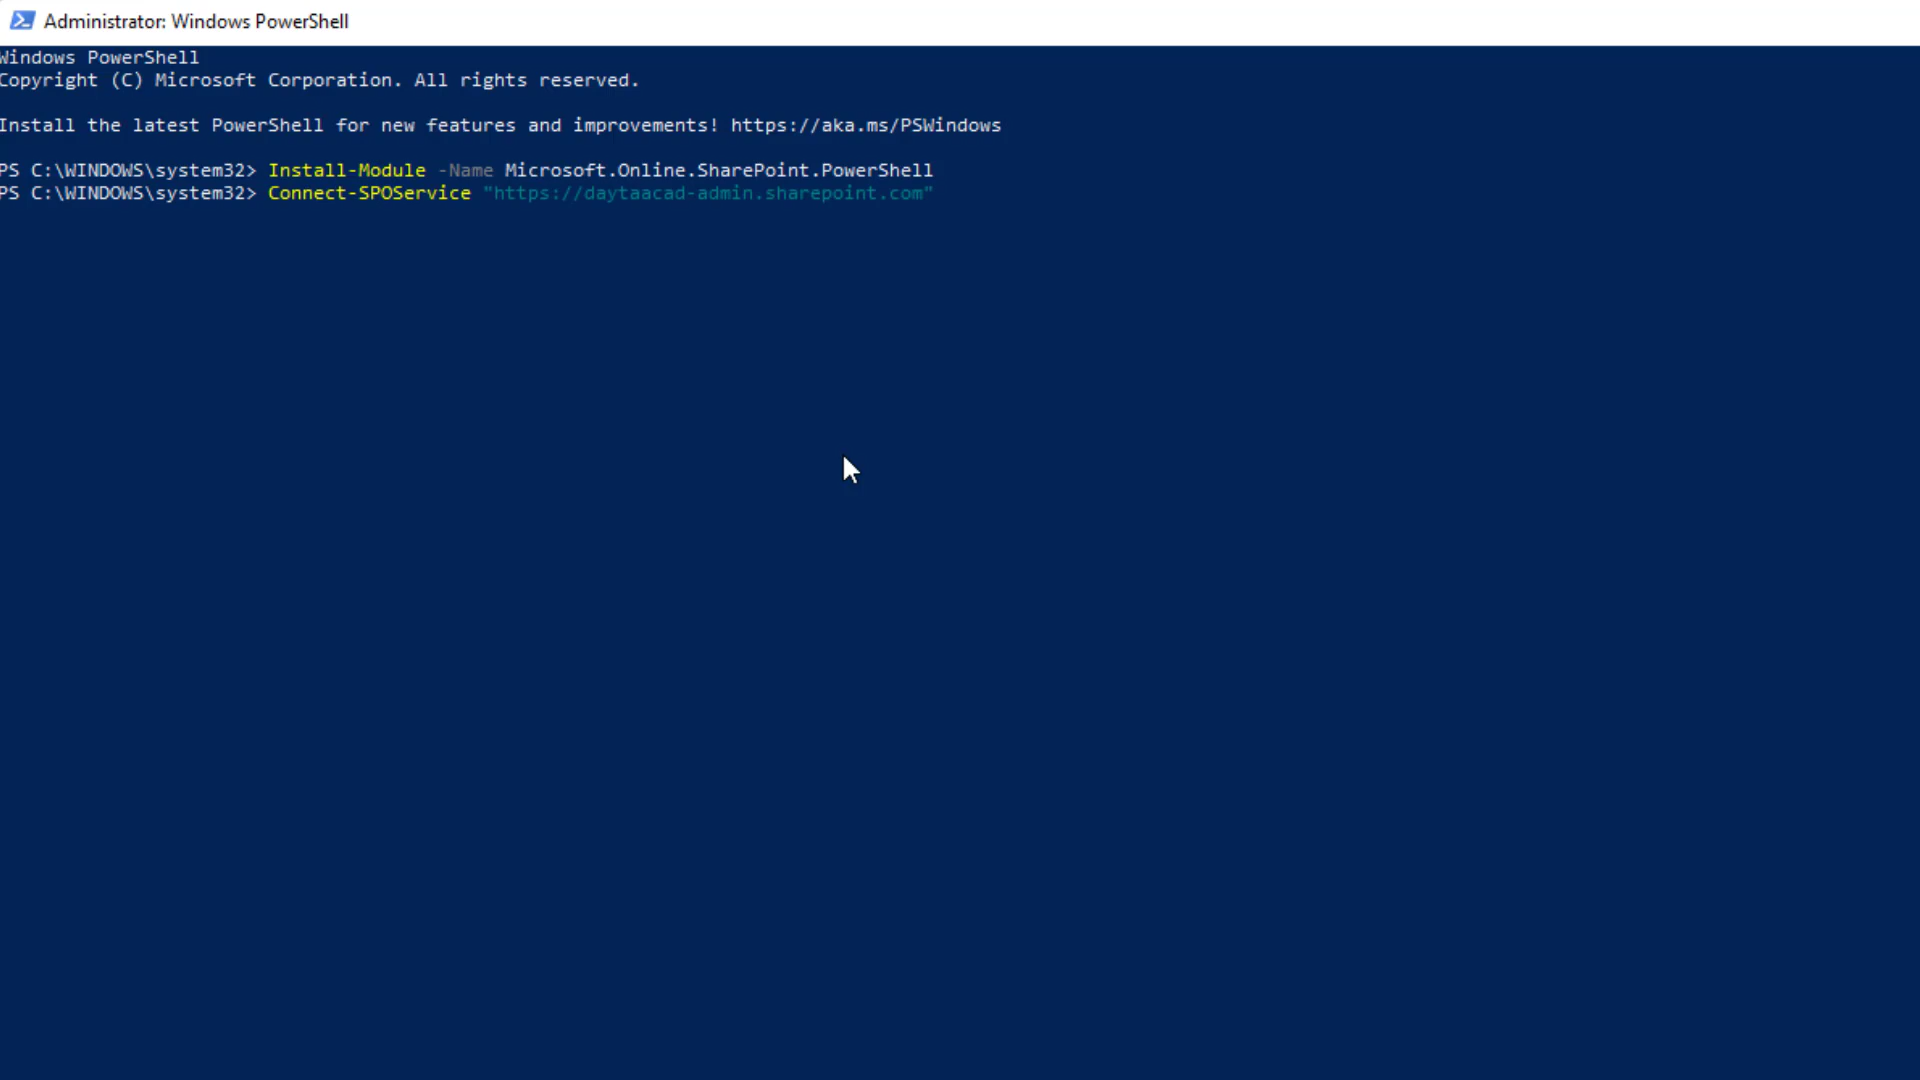 Administrator: Windows PowerShell
Windows PowerShell
Copyright (C) Microsoft Corporation. All rights reserved.
Install the latest PowerShell for new features and improvements! https://aka.ms/PSWindows
PS C:\WINDOWS\system32> Install-Module -Name Microsoft.Online.SharePoint.PowerShell
PS C:\WINDOWS\system32> Connect-SPOService "https://daytaacad-admin.sharepoint.com"